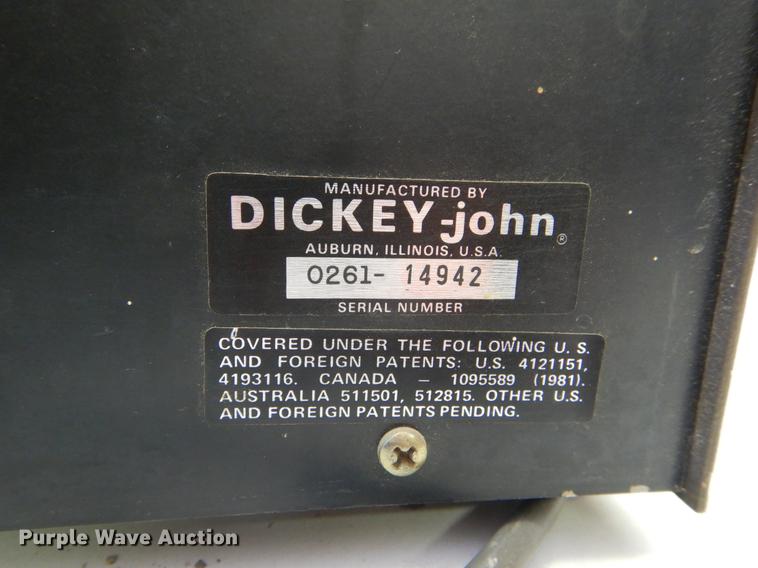 MANUFACTURED BY
DICKEY-john®
AUBURN, ILLINOIS, U.S.A.
0261- 14942
SERIAL NUMBER
COVERED UNDER THE FOLLOWING U.S.
AND FOREIGN PATENTS: U.S. 4121151,
4193116. CANADA – 1095589 (1981).
AUSTRALIA 511501, 512815. OTHER U.S.
AND FOREIGN PATENTS PENDING.
Purple Wave Auction